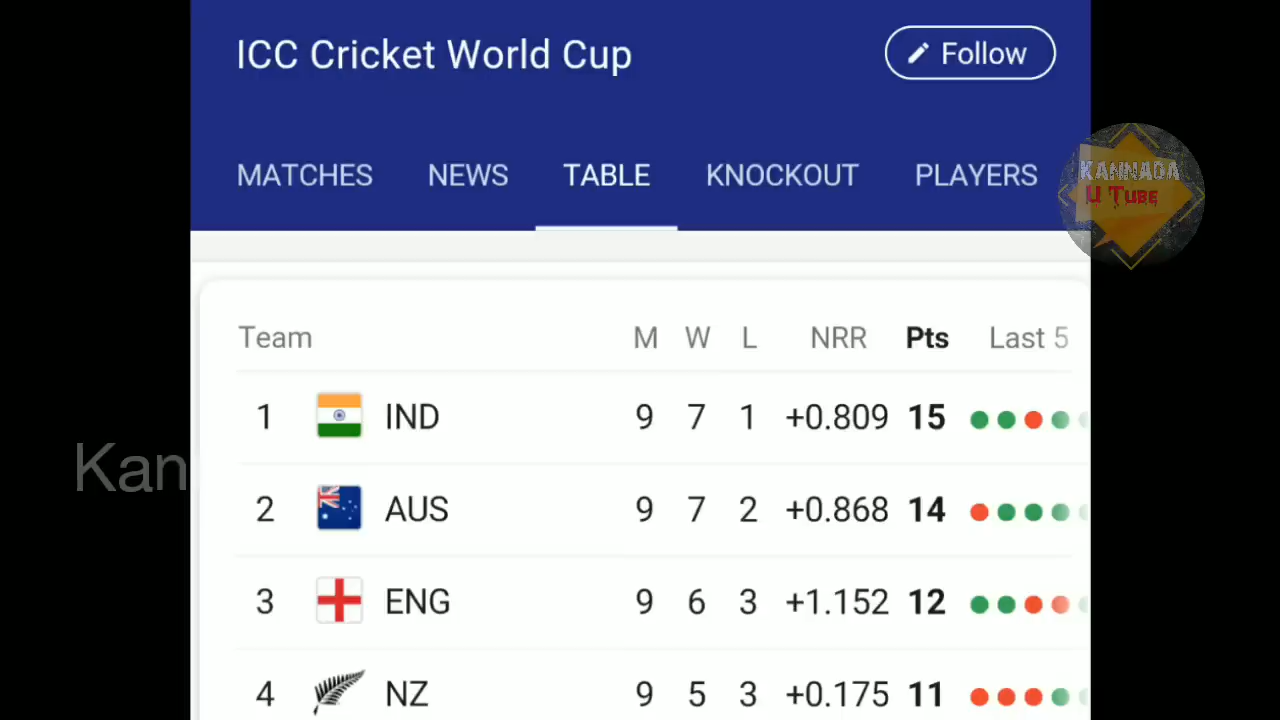 ICC Cricket World Cup
Follow
MATCHES NEWS TABLE KNOCKOUT PLAYERS
KANNADA
U TUBE
Team M W L NRR Pts Last 5
1 IND 9 7 1 +0.809 15
Kan
2 AUS 9 7 2 +0.868 14
3 ENG 9 6 3 +1.152 12
4 NZ 9 5 3 +0.175 11